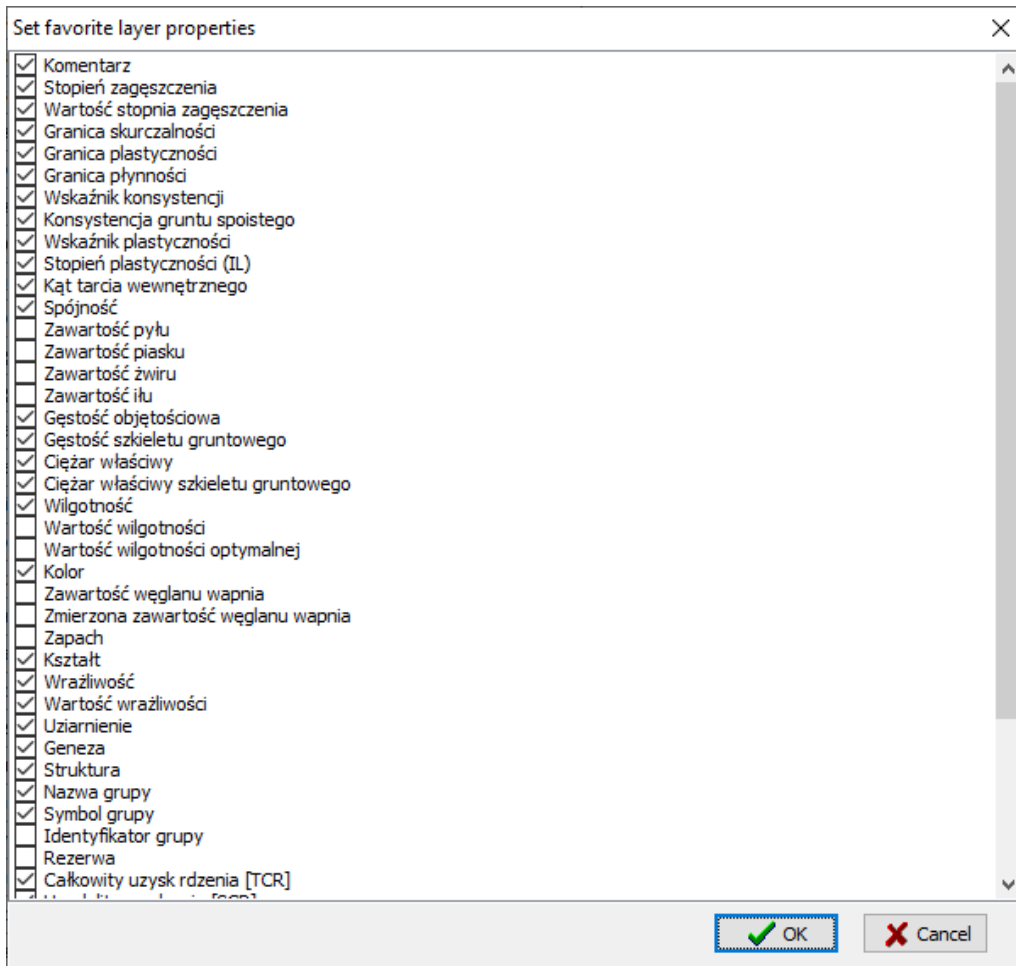 Set favorite layer properties
Komentarz
Stopień zagęszczenia
Wartość stopnia zagęszczenia
Granica skurczalności
Granica plastyczności
Granica płynności
Wskaźnik konsystencji
Konsystencja gruntu spoistego
Wskaźnik plastyczności
Stopień plastyczności (IL)
Kąt tarcia wewnętrznego
Spójność
Zawartość pyłu
Zawartość piasku
Zawartość żwiru
Zawartość iłu
Gęstość objętościowa
Gęstość szkieletu gruntowego
Ciężar właściwy
Ciężar właściwy szkieletu gruntowego
Wilgotność
Wartość wilgotności
Wartość wilgotności optymalnej
Kolor
Zawartość węglanu wapnia
Zmierzona zawartość węglanu wapnia
Zapach
Kształt
Wrażliwość
Wartość wrażliwości
Uziarnienie
Geneza
Struktura
Nazwa grupy
Symbol grupy
Identyfikator grupy
Rezerwa
Całkowity uzysk rdzenia [TCR]
OK
Cancel